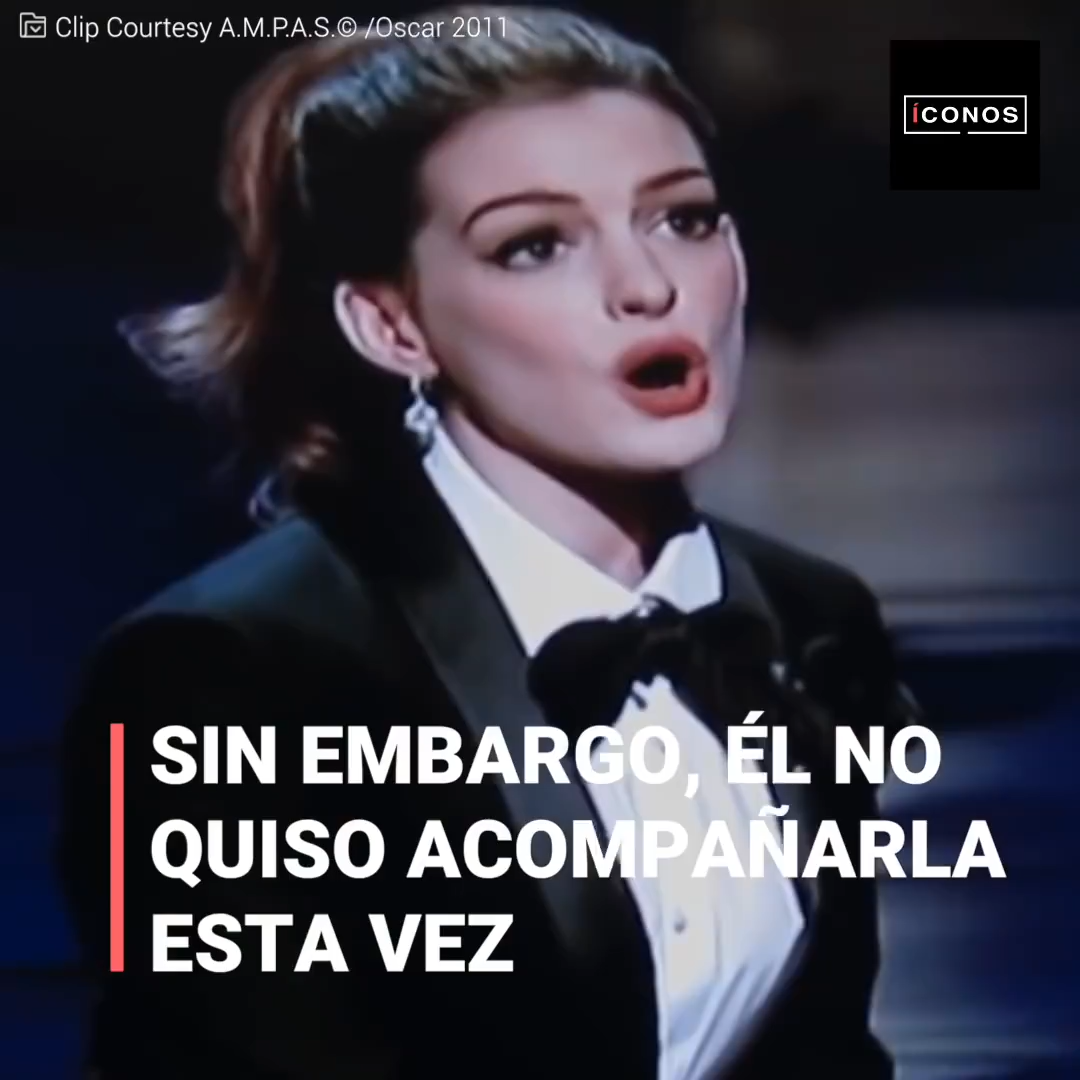 Clip Courtesy A.M.P.A.S.© /Oscar 2011
ÍCONOS
SIN EMBARGO, ÉL NO
QUISO ACOMPAÑARLA
ESTA VEZ